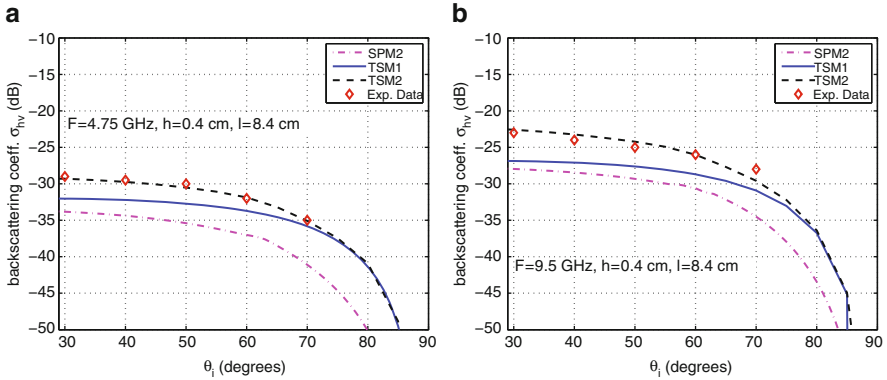 a
−10
−15
−20
−25
−30
−35
−40
−45
−50
30 40 50 60 70 80 90
backscattering coeff. σhv (dB)
θi (degrees)
SPM2
TSM1
TSM2
Exp. Data
F=4.75 GHz, h=0.4 cm, l=8.4 cm
b
−10
−15
−20
−25
−30
−35
−40
−45
−50
30 40 50 60 70 80 90
backscattering coeff. σhv (dB)
θi (degrees)
SPM2
TSM1
TSM2
Exp. Data
F=9.5 GHz, h=0.4 cm, l=8.4 cm